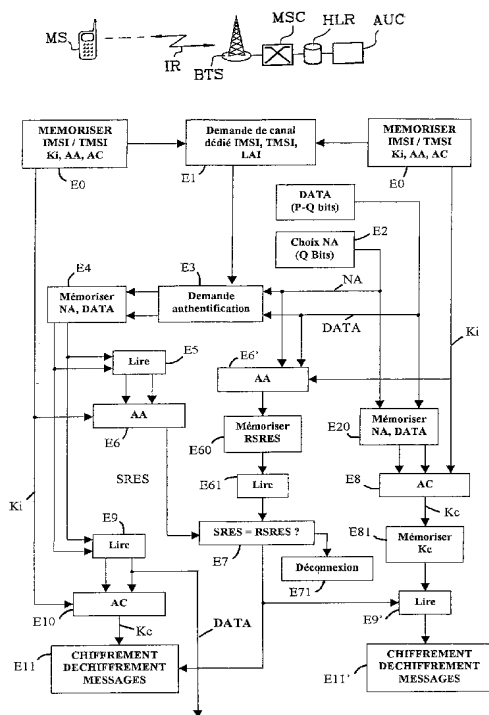 MS
IR
BTS
MSC
HLR
AUC
MEMORISER
IMSI / TMSI
Ki, AA, AC
E0
Demande de canal
dédié IMSI, TMSI,
LAI
E1
MEMORISER
IMSI / TMSI
Ki, AA, AC
E0
DATA
(P-Q bits)
Choix NA
(Q Bits)
E2
E4
Mémoriser
NA, DATA
E3
Demande
authentification
NA
DATA
Ki
Lire
E5
E6'
AA
AA
E6
Mémoriser
RSRES
E60
E20
Mémoriser
NA, DATA
SRES
E61
Lire
AC
E8
Kc
Ki
E9
Lire
SRES = RSRES ?
E7
E81
Mémoriser
Kc
Déconnexion
E71
AC
E10
DATA
Lire
E9'
Kc
E11
CHIFFREMENT
DECHIFFREMENT
MESSAGES
CHIFFREMENT
DECHIFFREMENT
MESSAGES
E11'